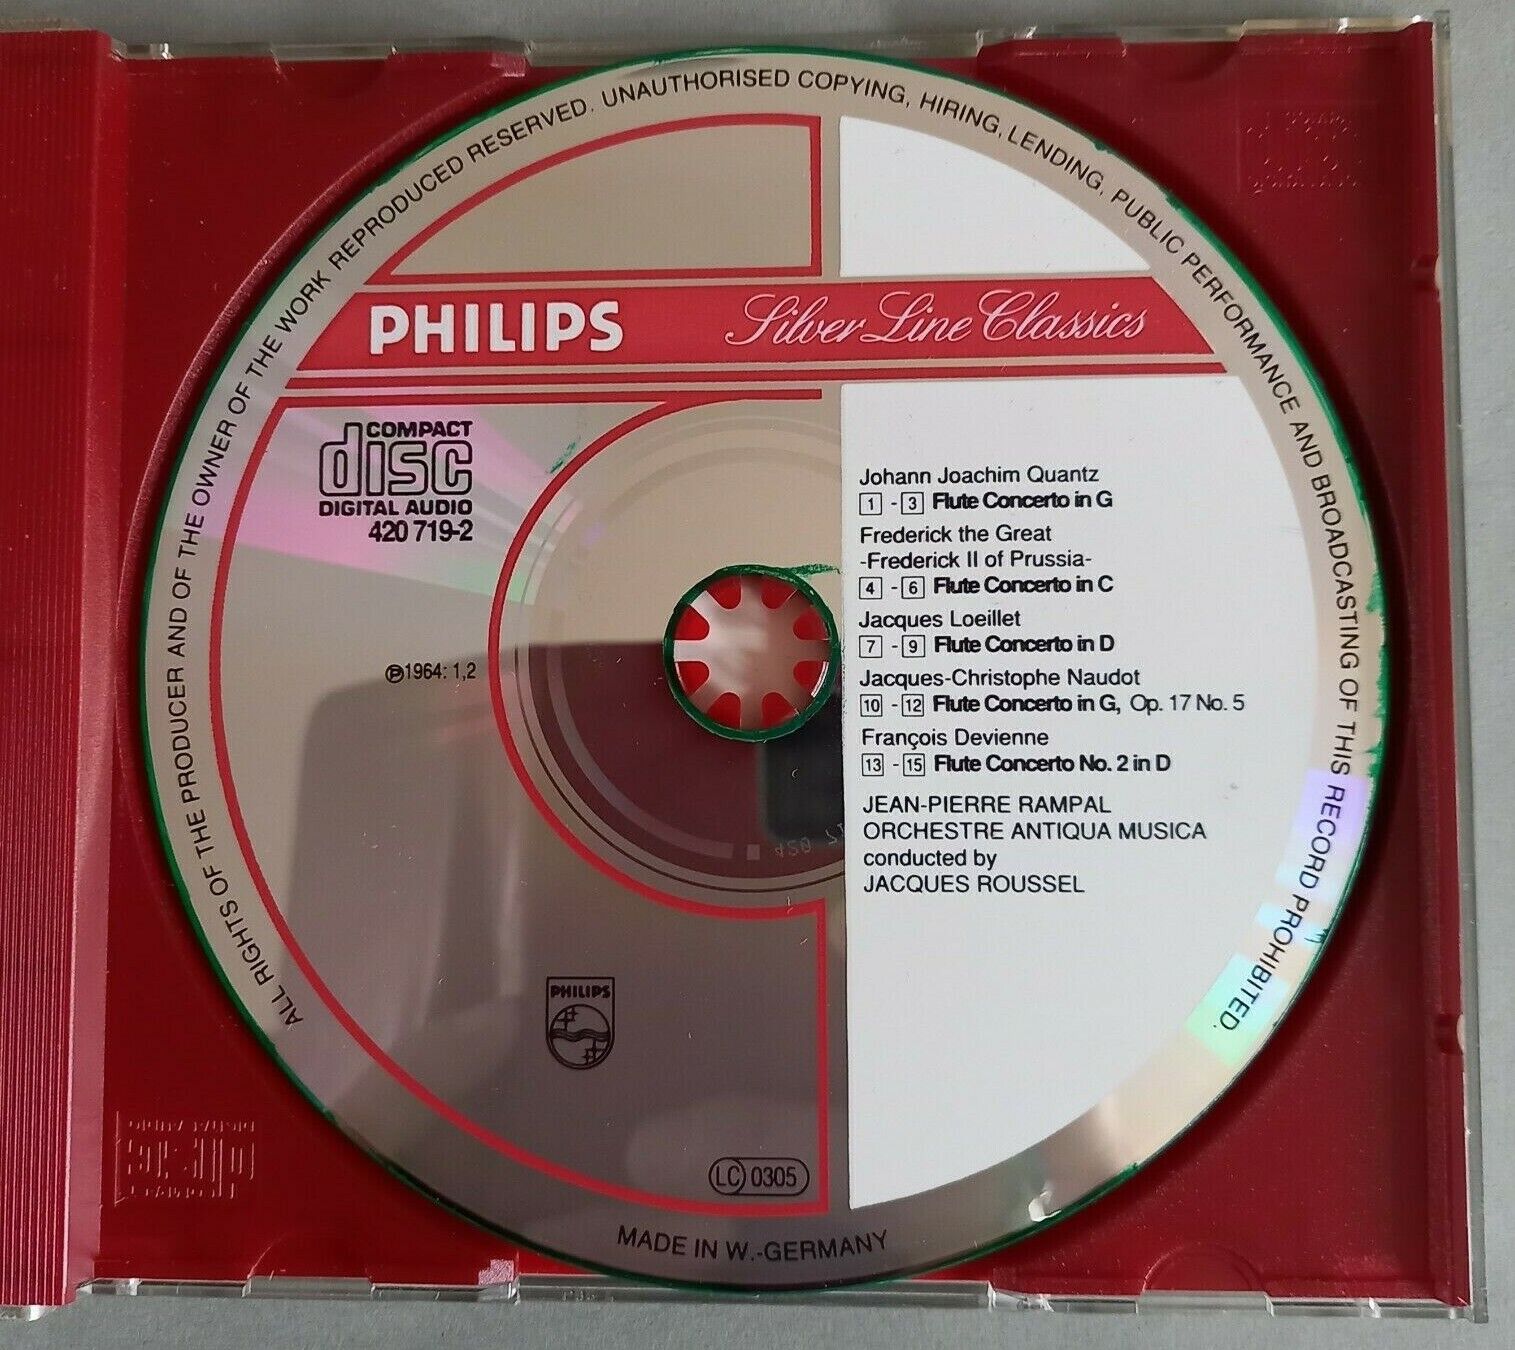 ALL RIGHTS OF THE PRODUCER AND OF THE OWNER OF THE WORK REPRODUCED RESERVED. UNAUTHORISED COPYING, HIRING, LENDING, PUBLIC PERFORMANCE AND BROADCASTING OF THIS RECORD PROHIBITED.
PHILIPS Silver Line Classics
COMPACT
disc
DIGITAL AUDIO
420 719-2
℗1964: 1,2
Johann Joachim Quantz
1 - 3 Flute Concerto in G
Frederick the Great
-Frederick II of Prussia-
4 - 6 Flute Concerto in C
Jacques Loeillet
7 - 9 Flute Concerto in D
Jacques-Christophe Naudot
10 - 12 Flute Concerto in G, Op. 17 No. 5
François Devienne
13 - 15 Flute Concerto No. 2 in D
JEAN-PIERRE RAMPAL
ORCHESTRE ANTIQUA MUSICA
conducted by
JACQUES ROUSSEL
PHILIPS
LC 0305
MADE IN W.-GERMANY